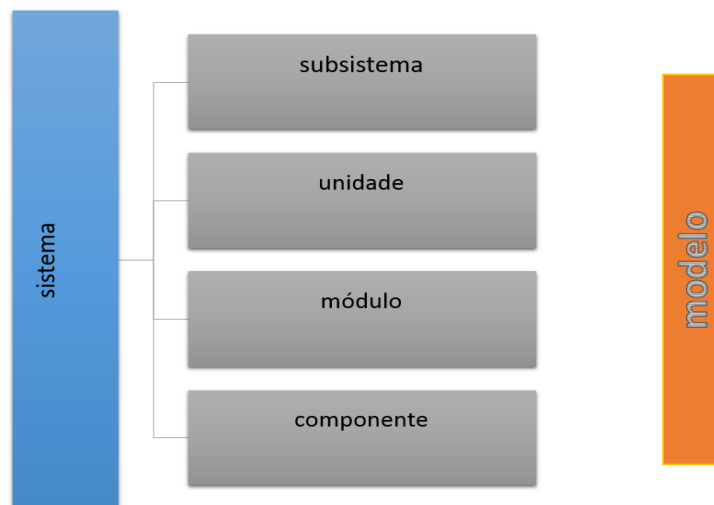 sistema
subsistema
unidade
módulo
componente
modelo